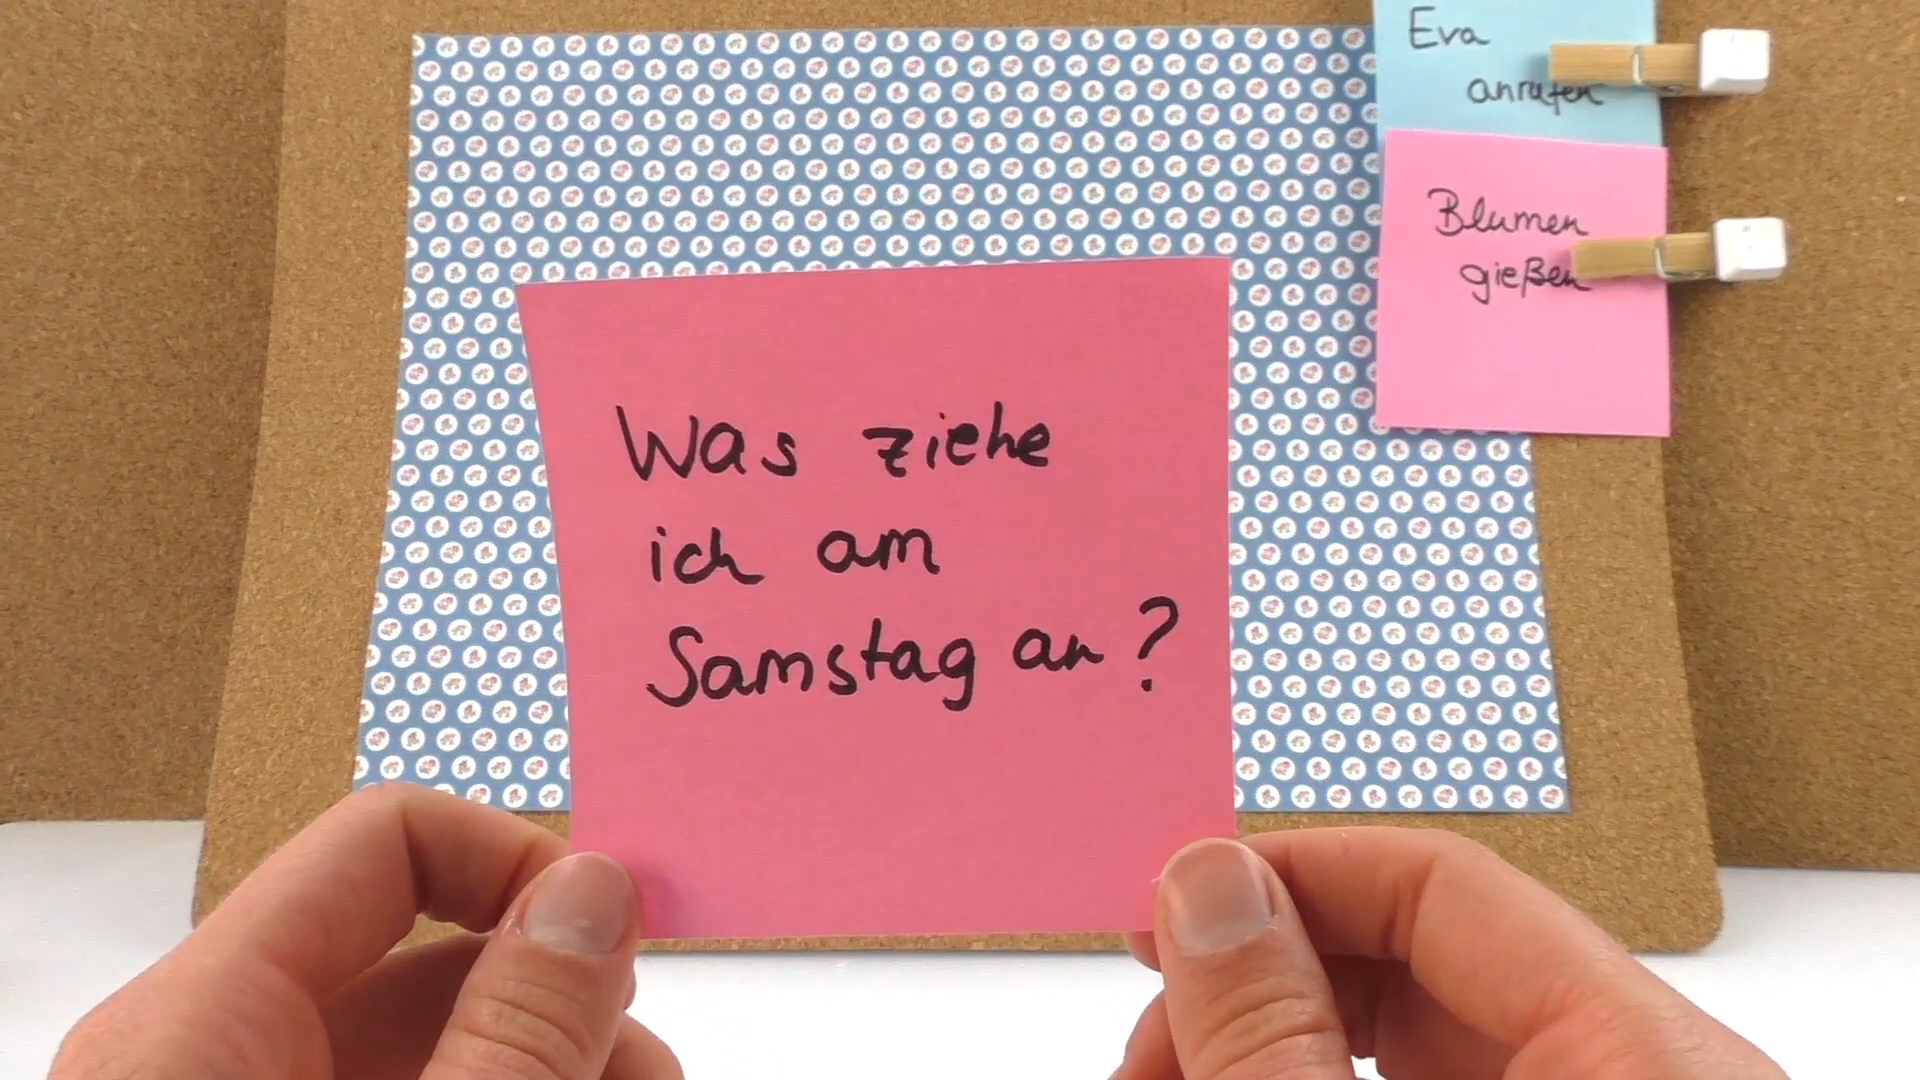 Eva
anrufen
Blumen
gießen
Was ziehe
ich am
Samstag an?